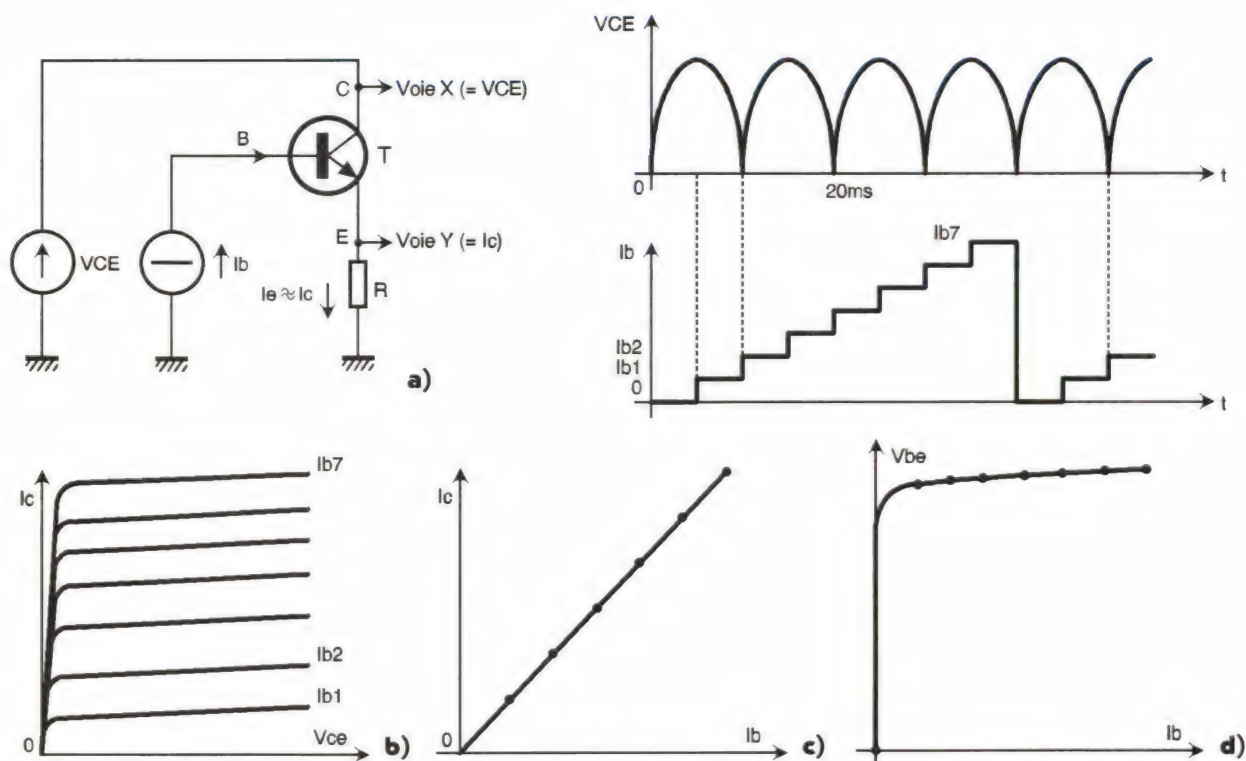 C
Voie X (= VCE)
B
T
E
Voie Y (= Ic)
VCE
Ib
Ie ≈ Ic
R
a)
VCE
0
20ms
t
Ib
Ib7
Ib2
Ib1
0
t
Ic
Ib7
Ib2
Ib1
0
Vce
b)
Ic
0
Ib
c)
Vbe
0
Ib
d)